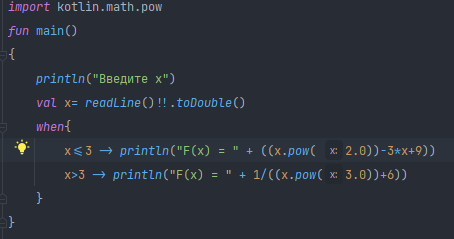 import kotlin.math.pow
fun main()
{
println("Введите x")
val x= readLine()!!.toDouble()
when{
x<=3 -> println("F(x) = " + ((x.pow( x: 2.0))-3*x+9))
x>3 -> println("F(x) = " + 1/((x.pow( x: 3.0))+6))
}
}